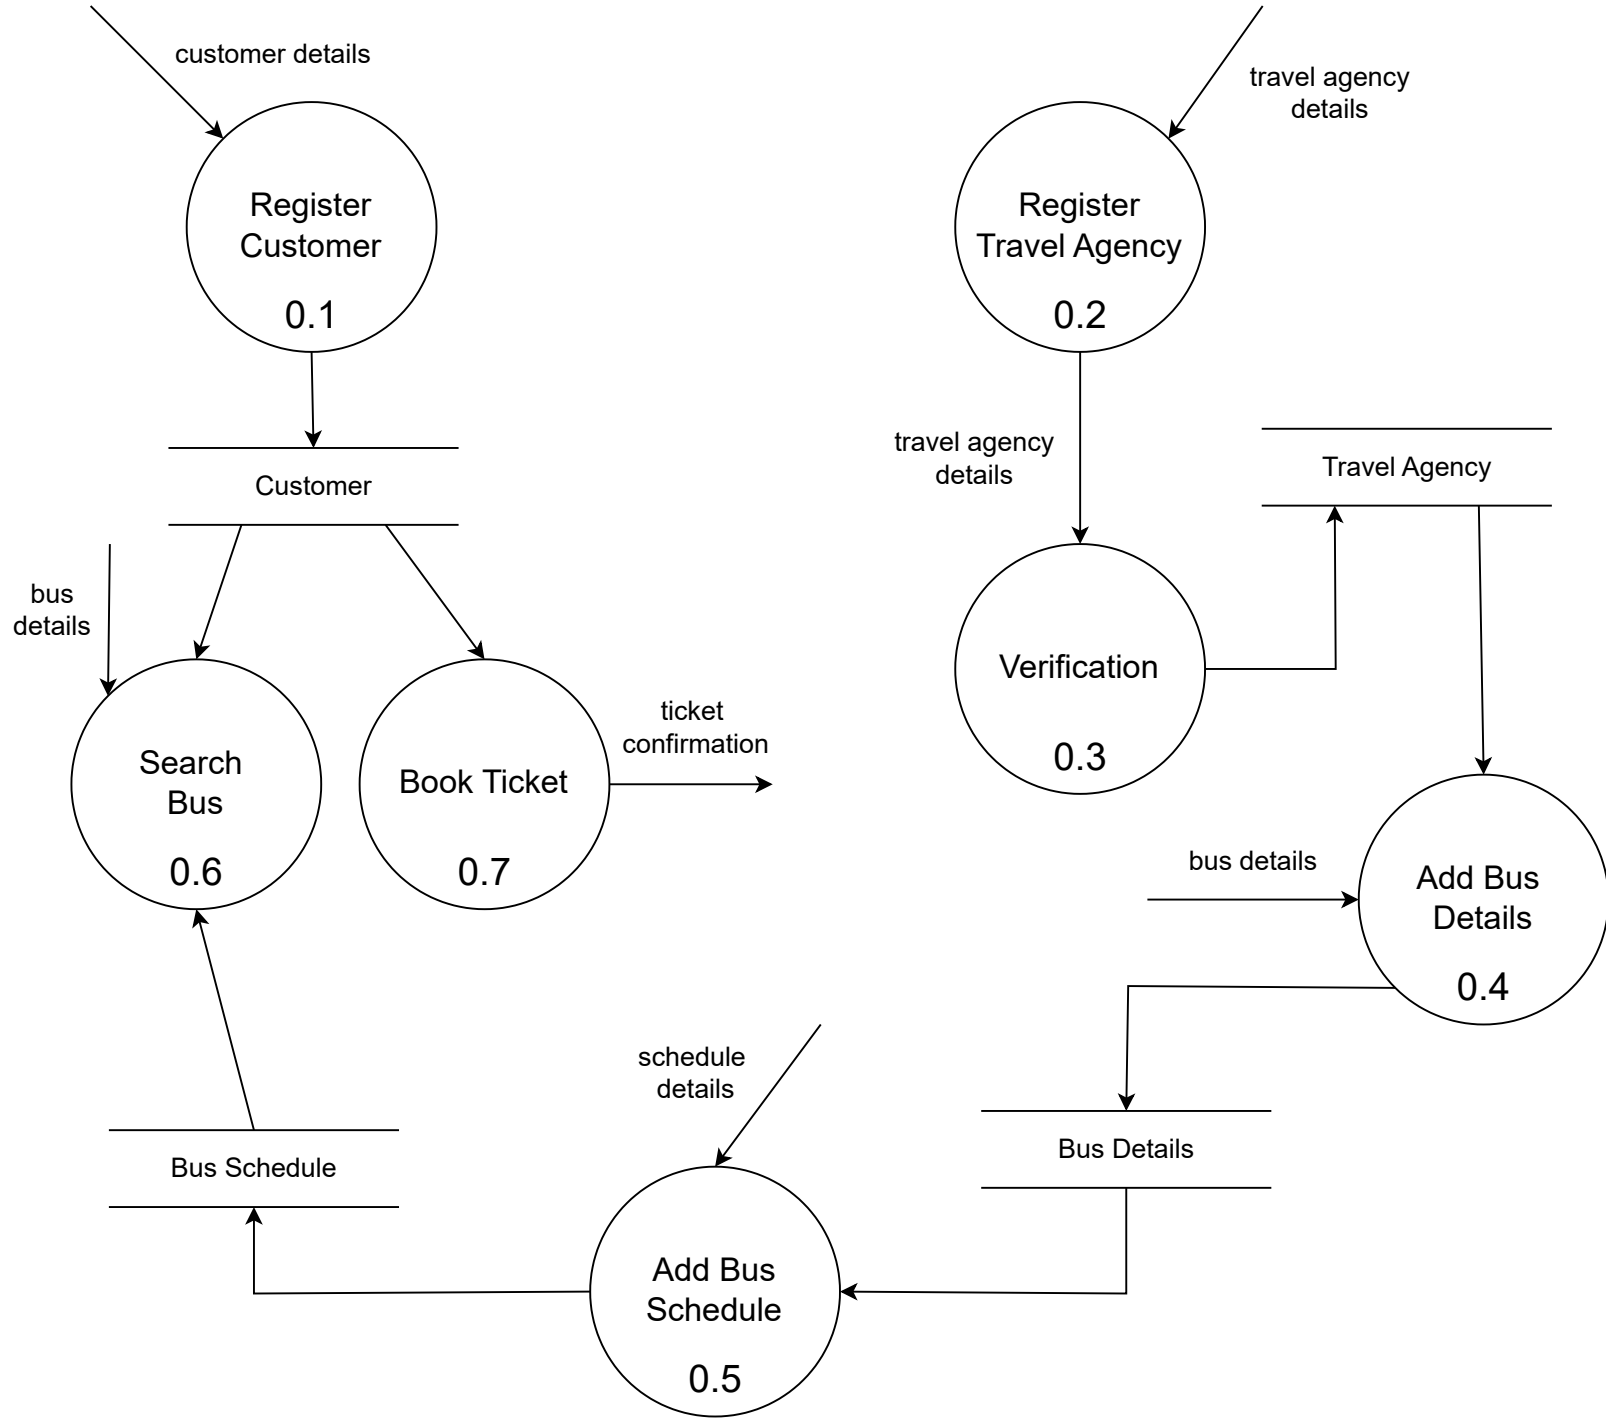 customer details
travel agency
details
Register
Customer
0.1
Register
Travel Agency
0.2
travel agency
details
Travel Agency
Customer
bus
details
Verification
0.3
ticket
confirmation
Search
Bus
0.6
Book Ticket
0.7
bus details
Add Bus
Details
0.4
schedule
details
Bus Details
Bus Schedule
Add Bus
Schedule
0.5